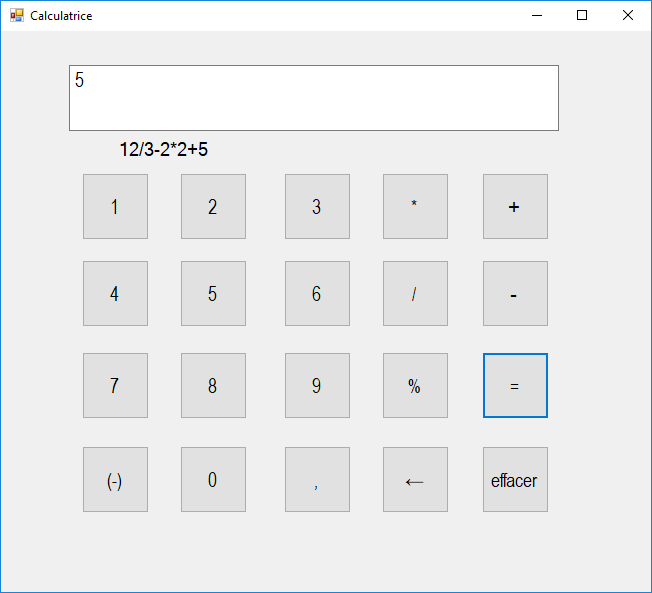 Calculatrice
5
12/3-2*2+5
1 2 3 * +
4 5 6 / -
7 8 9 % =
(-) 0 , ← effacer